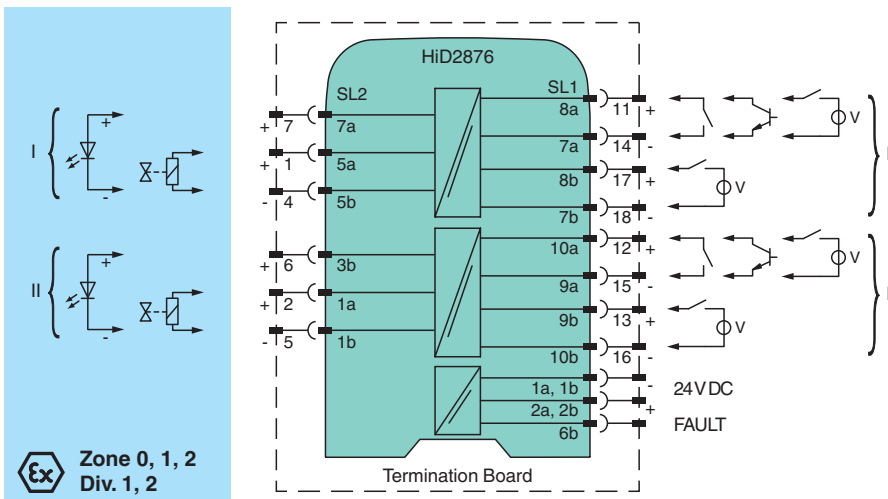 HiD2876
SL2
SL1
I
+
-
+ 7
7a
+ 1
5a
- 4
5b
8a
11 +
7a
14 -
8b
17 +
7b
18 -
V
V
II
+
-
+ 6
3b
+ 2
1a
- 5
1b
10a
12 +
9a
15 -
9b
13 +
10b
16 -
V
V
1a, 1b
-
24 V DC
2a, 2b
+
6b
FAULT
Ex
Zone 0, 1, 2
Div. 1, 2
Termination Board